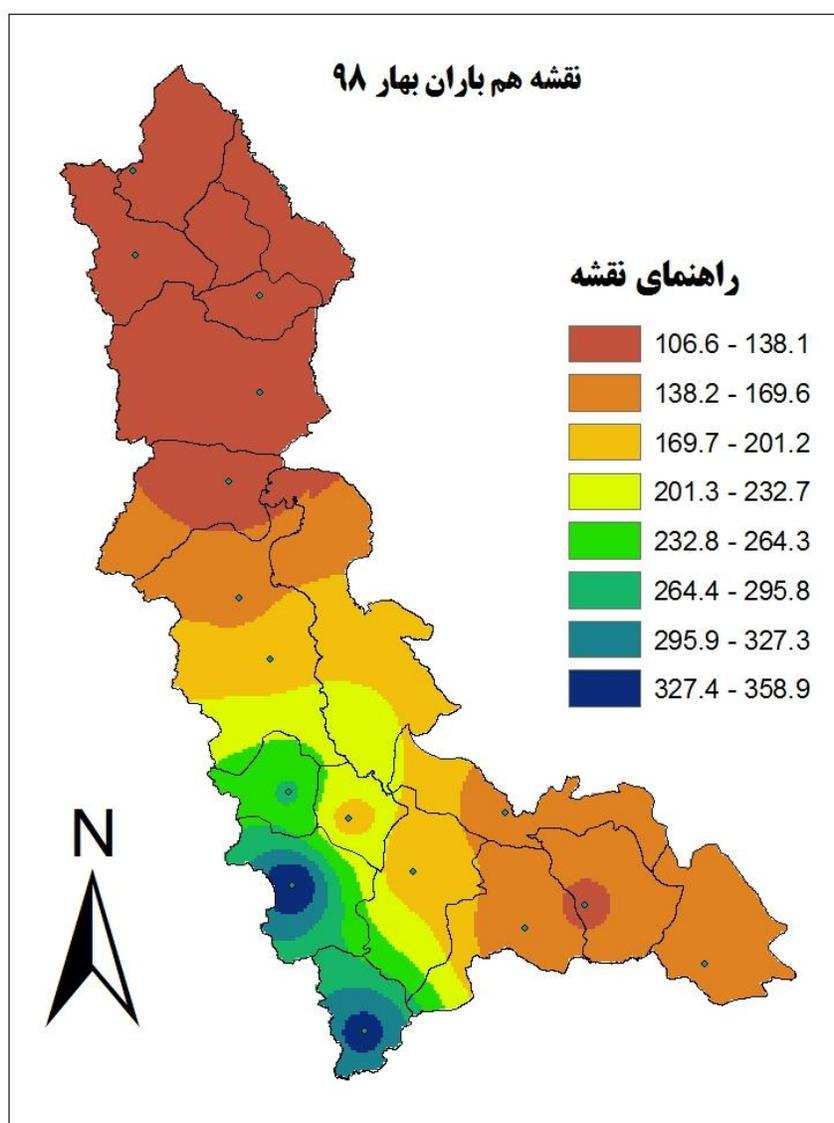 نقشه هم باران بهار ۹۸
راهنمای نقشه
106.6 - 138.1
138.2 - 169.6
169.7 - 201.2
201.3 - 232.7
232.8 - 264.3
264.4 - 295.8
295.9 - 327.3
327.4 - 358.9
N